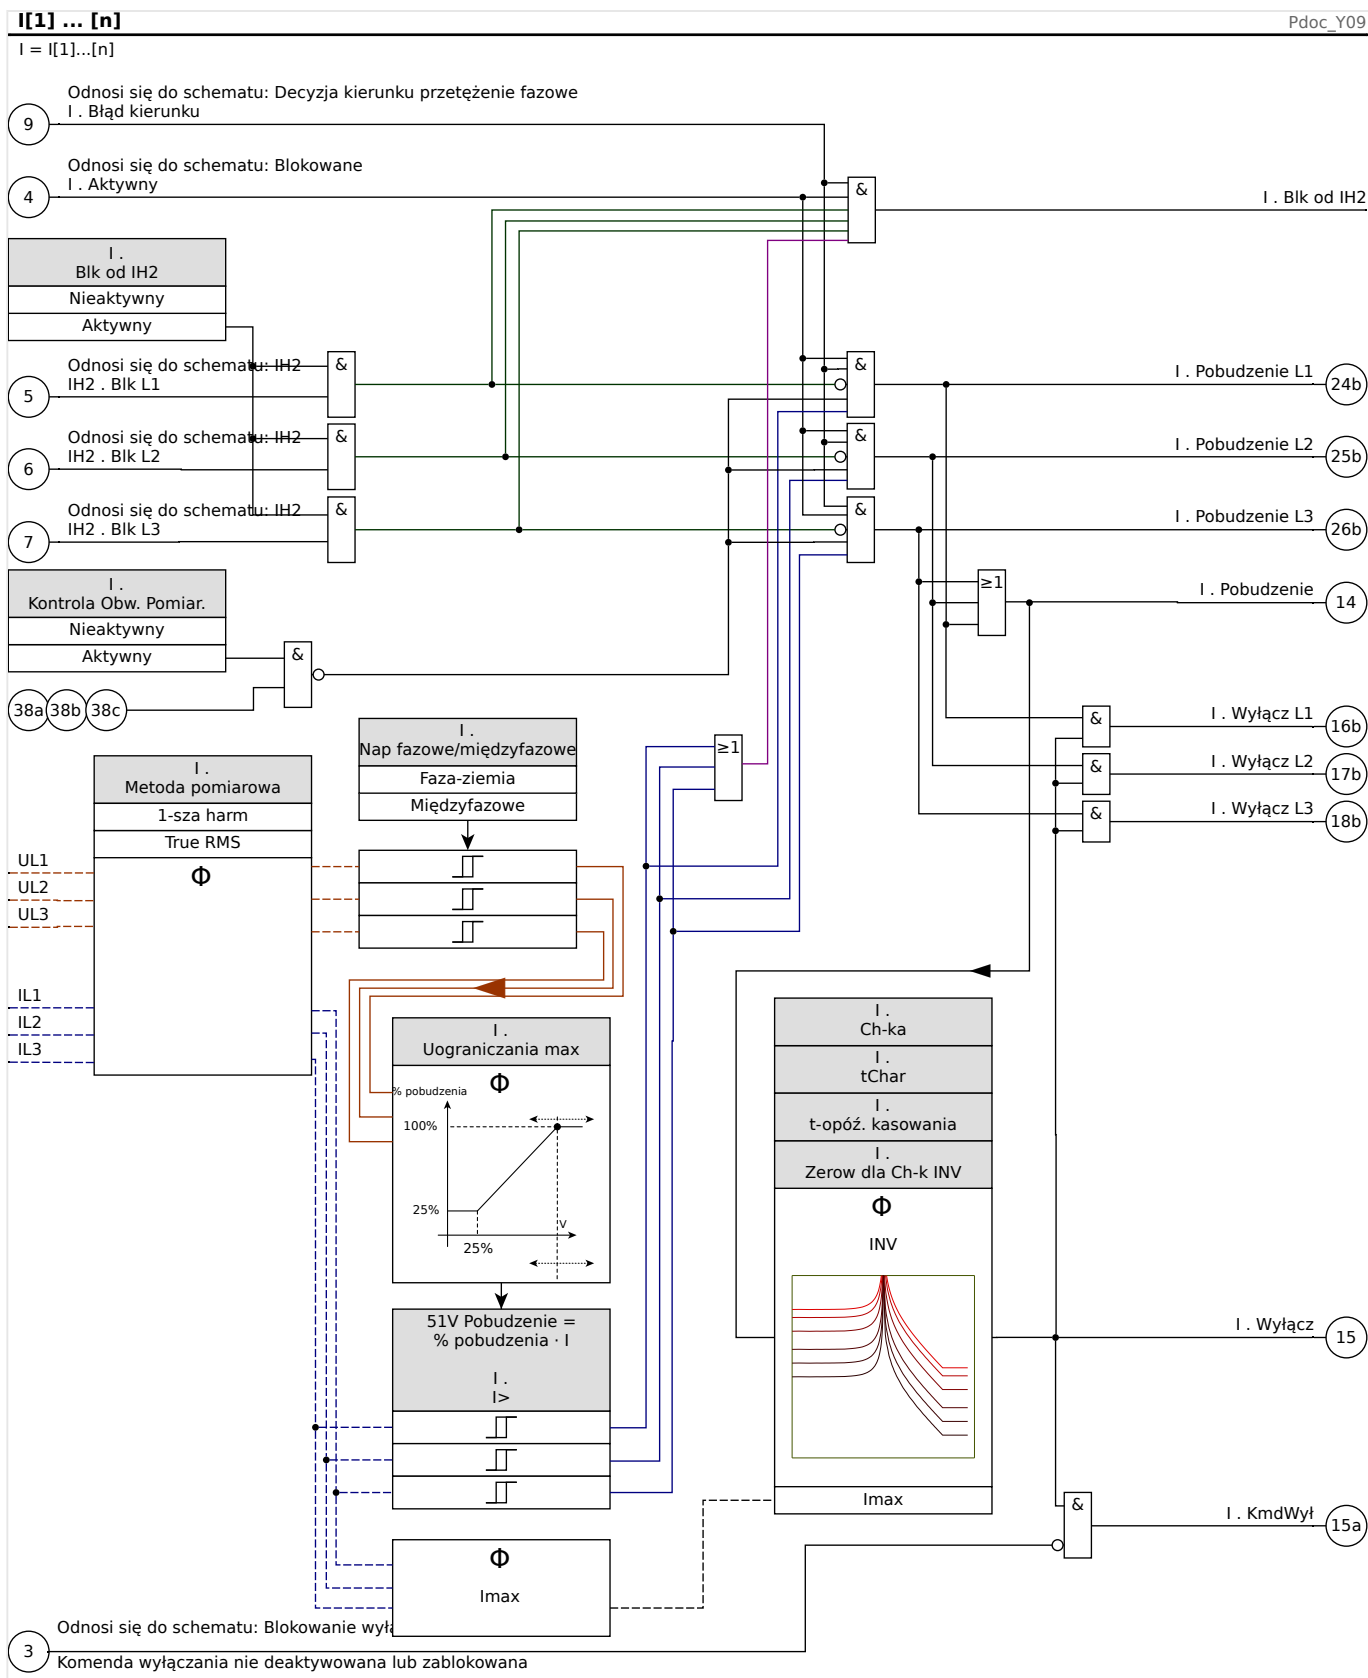 I[1] ... [n]
Pdoc_Y09
I = I[1]...[n]
Odnosi się do schematu: Decyzja kierunku przetężenie fazowe
9
I . Błąd kierunku
Odnosi się do schematu: Blokowane
4
I . Aktywny
&
I . Blk od IH2
I .
Blk od IH2
Nieaktywny
Aktywny
Odnosi się do schematu: IH2
5
IH2 . Blk L1
&
&
I . Pobudzenie L1
24b
Odnosi się do schematu: IH2
6
IH2 . Blk L2
&
&
I . Pobudzenie L2
25b
Odnosi się do schematu: IH2
7
IH2 . Blk L3
&
&
I . Pobudzenie L3
26b
I .
Kontrola Obw. Pomiar.
Nieaktywny
Aktywny
≥1
I . Pobudzenie
14
&
38a
38b
38c
I .
Nap fazowe/międzyfazowe
Faza-ziemia
Międzyfazowe
≥1
&
I . Wyłącz L1
16b
&
I . Wyłącz L2
17b
&
I . Wyłącz L3
18b
I .
Metoda pomiarowa
1-sza harm
True RMS
Φ
UL1
UL2
UL3
IL1
IL2
IL3
I .
Uograniczania max
Φ
% pobudzenia
100%
25%
V
25%
I .
Ch-ka
I .
tChar
I .
t-opóź. kasowania
I .
Zerow dla Ch-k INV
Φ
INV
Imax
51V Pobudzenie =
% pobudzenia · I
I .
I>
I . Wyłącz
15
&
I . KmdWył
15a
Φ
Imax
Odnosi się do schematu: Blokowanie
3
Komenda wyłączania nie deaktywowana lub zablokowana